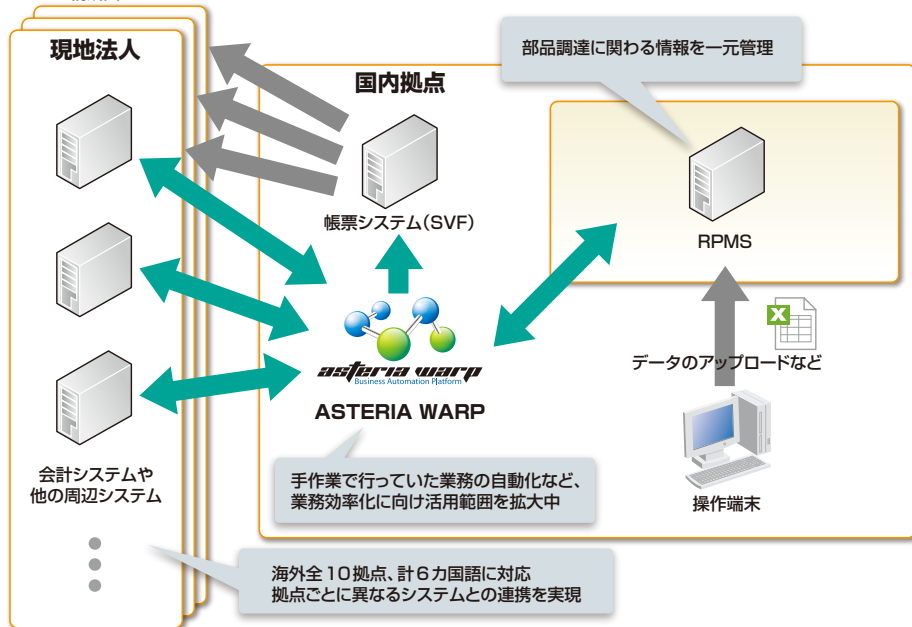 現地法人
部品調達に関わる情報を一元管理
国内拠点
帳票システム(SVF)
RPMS
X
データのアップロードなど
asteria warp
Business Automation Platform
ASTERIA WARP
会計システムや
他の周辺システム
手作業で行っていた業務の自動化など、
業務効率化に向け活用範囲を拡大中
操作端末
海外全10拠点、計6カ国語に対応
拠点ごとに異なるシステムとの連携を実現